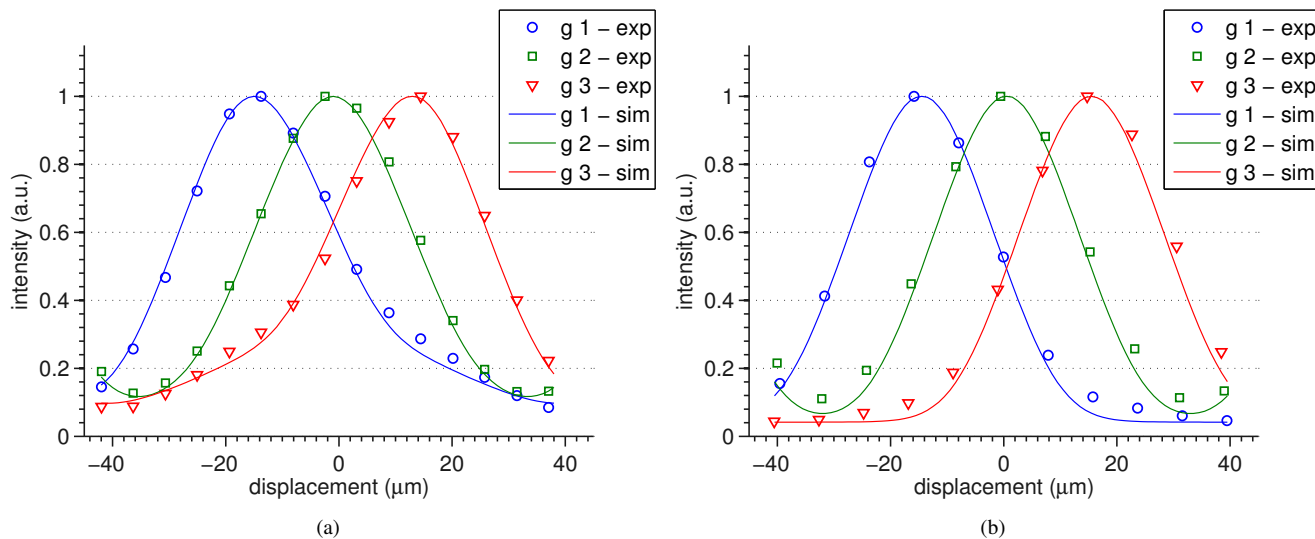 g 1 − exp
g 2 − exp
g 3 − exp
g 1 − sim
g 2 − sim
g 3 − sim
1
0.8
0.6
0.4
0.2
0
intensity (a.u.)
−40 −20 0 20 40
displacement (μm)
(a)
g 1 − exp
g 2 − exp
g 3 − exp
g 1 − sim
g 2 − sim
g 3 − sim
1
0.8
0.6
0.4
0.2
0
intensity (a.u.)
−40 −20 0 20 40
displacement (μm)
(b)